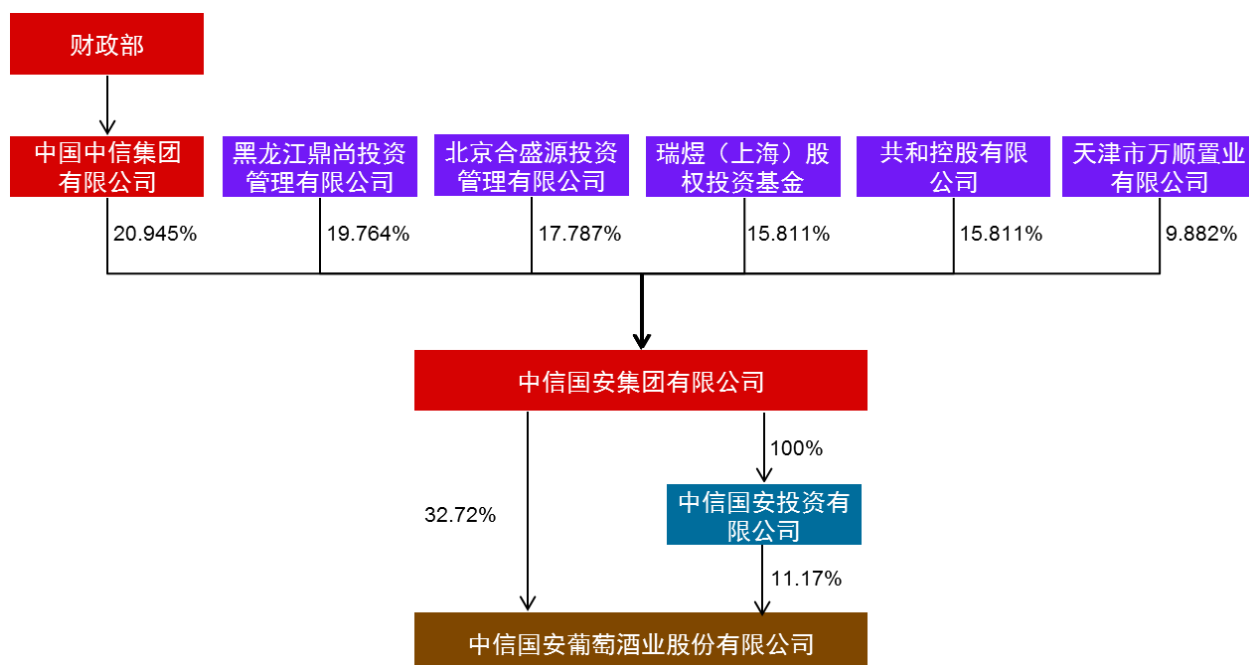 财政部
中国中信集团
有限公司
黑龙江鼎尚投资
管理有限公司
北京合盛源投资
管理有限公司
瑞煜（上海）股
权投资基金
共和控股有限
公司
天津市万顺置业
有限公司
20.945%
19.764%
17.787%
15.811%
15.811%
9.882%
中信国安集团有限公司
100%
32.72%
中信国安投资有
限公司
11.17%
中信国安葡萄酒业股份有限公司